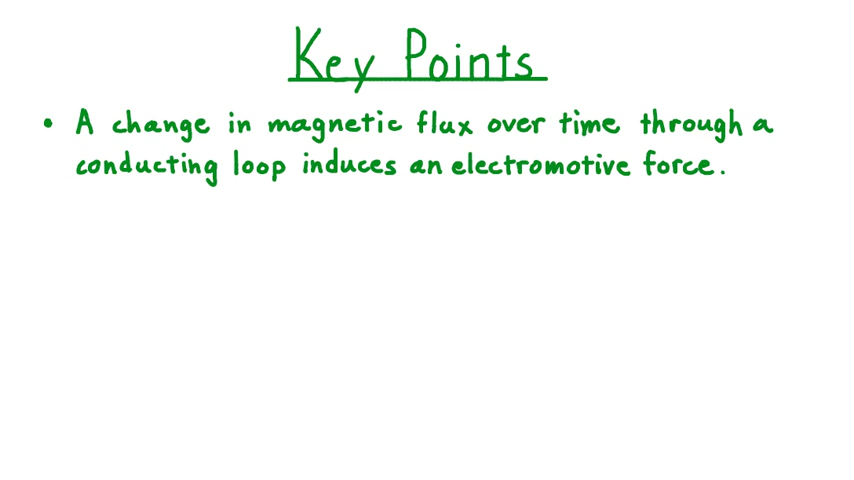 Key Points
• A change in magnetic flux over time through a
conducting loop induces an electromotive force.